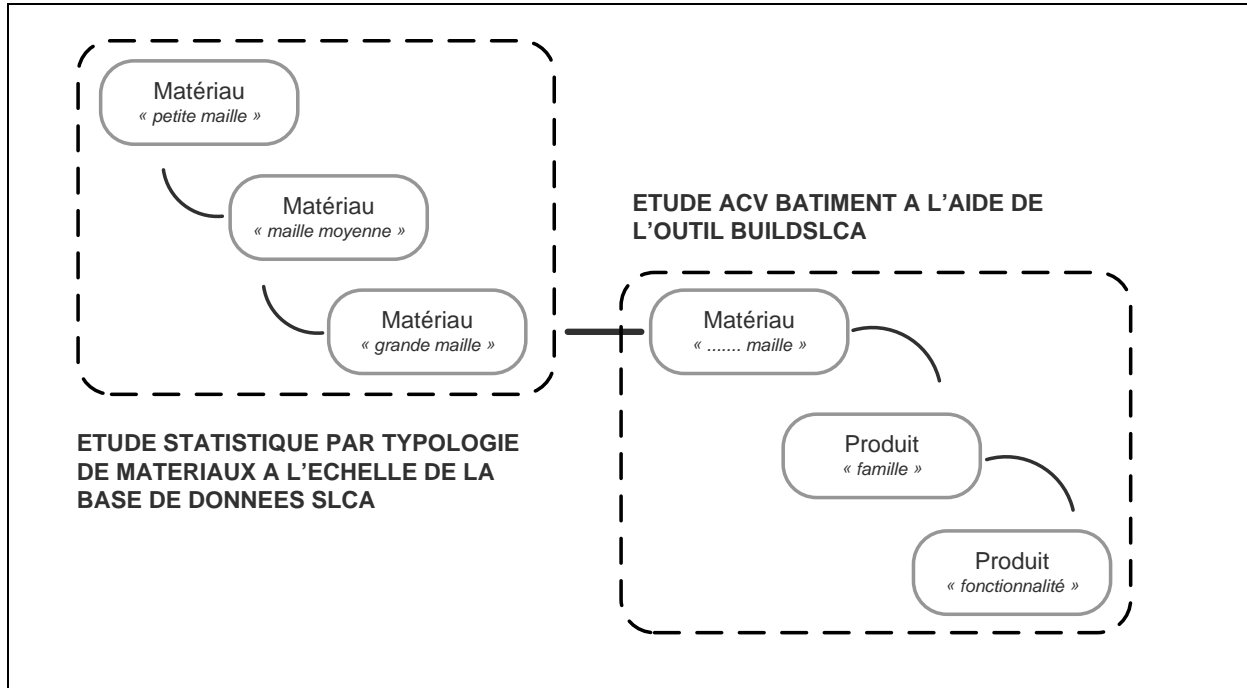 Matériau
« petite maille »
Matériau
« maille moyenne »
Matériau
« grande maille »
ETUDE STATISTIQUE PAR TYPOLOGIE
DE MATERIAUX A L’ECHELLE DE LA
BASE DE DONNEES SLCA
ETUDE ACV BATIMENT A L’AIDE DE
L’OUTIL BUILDSLCA
Matériau
« ....... maille »
Produit
« famille »
Produit
« fonctionnalité »